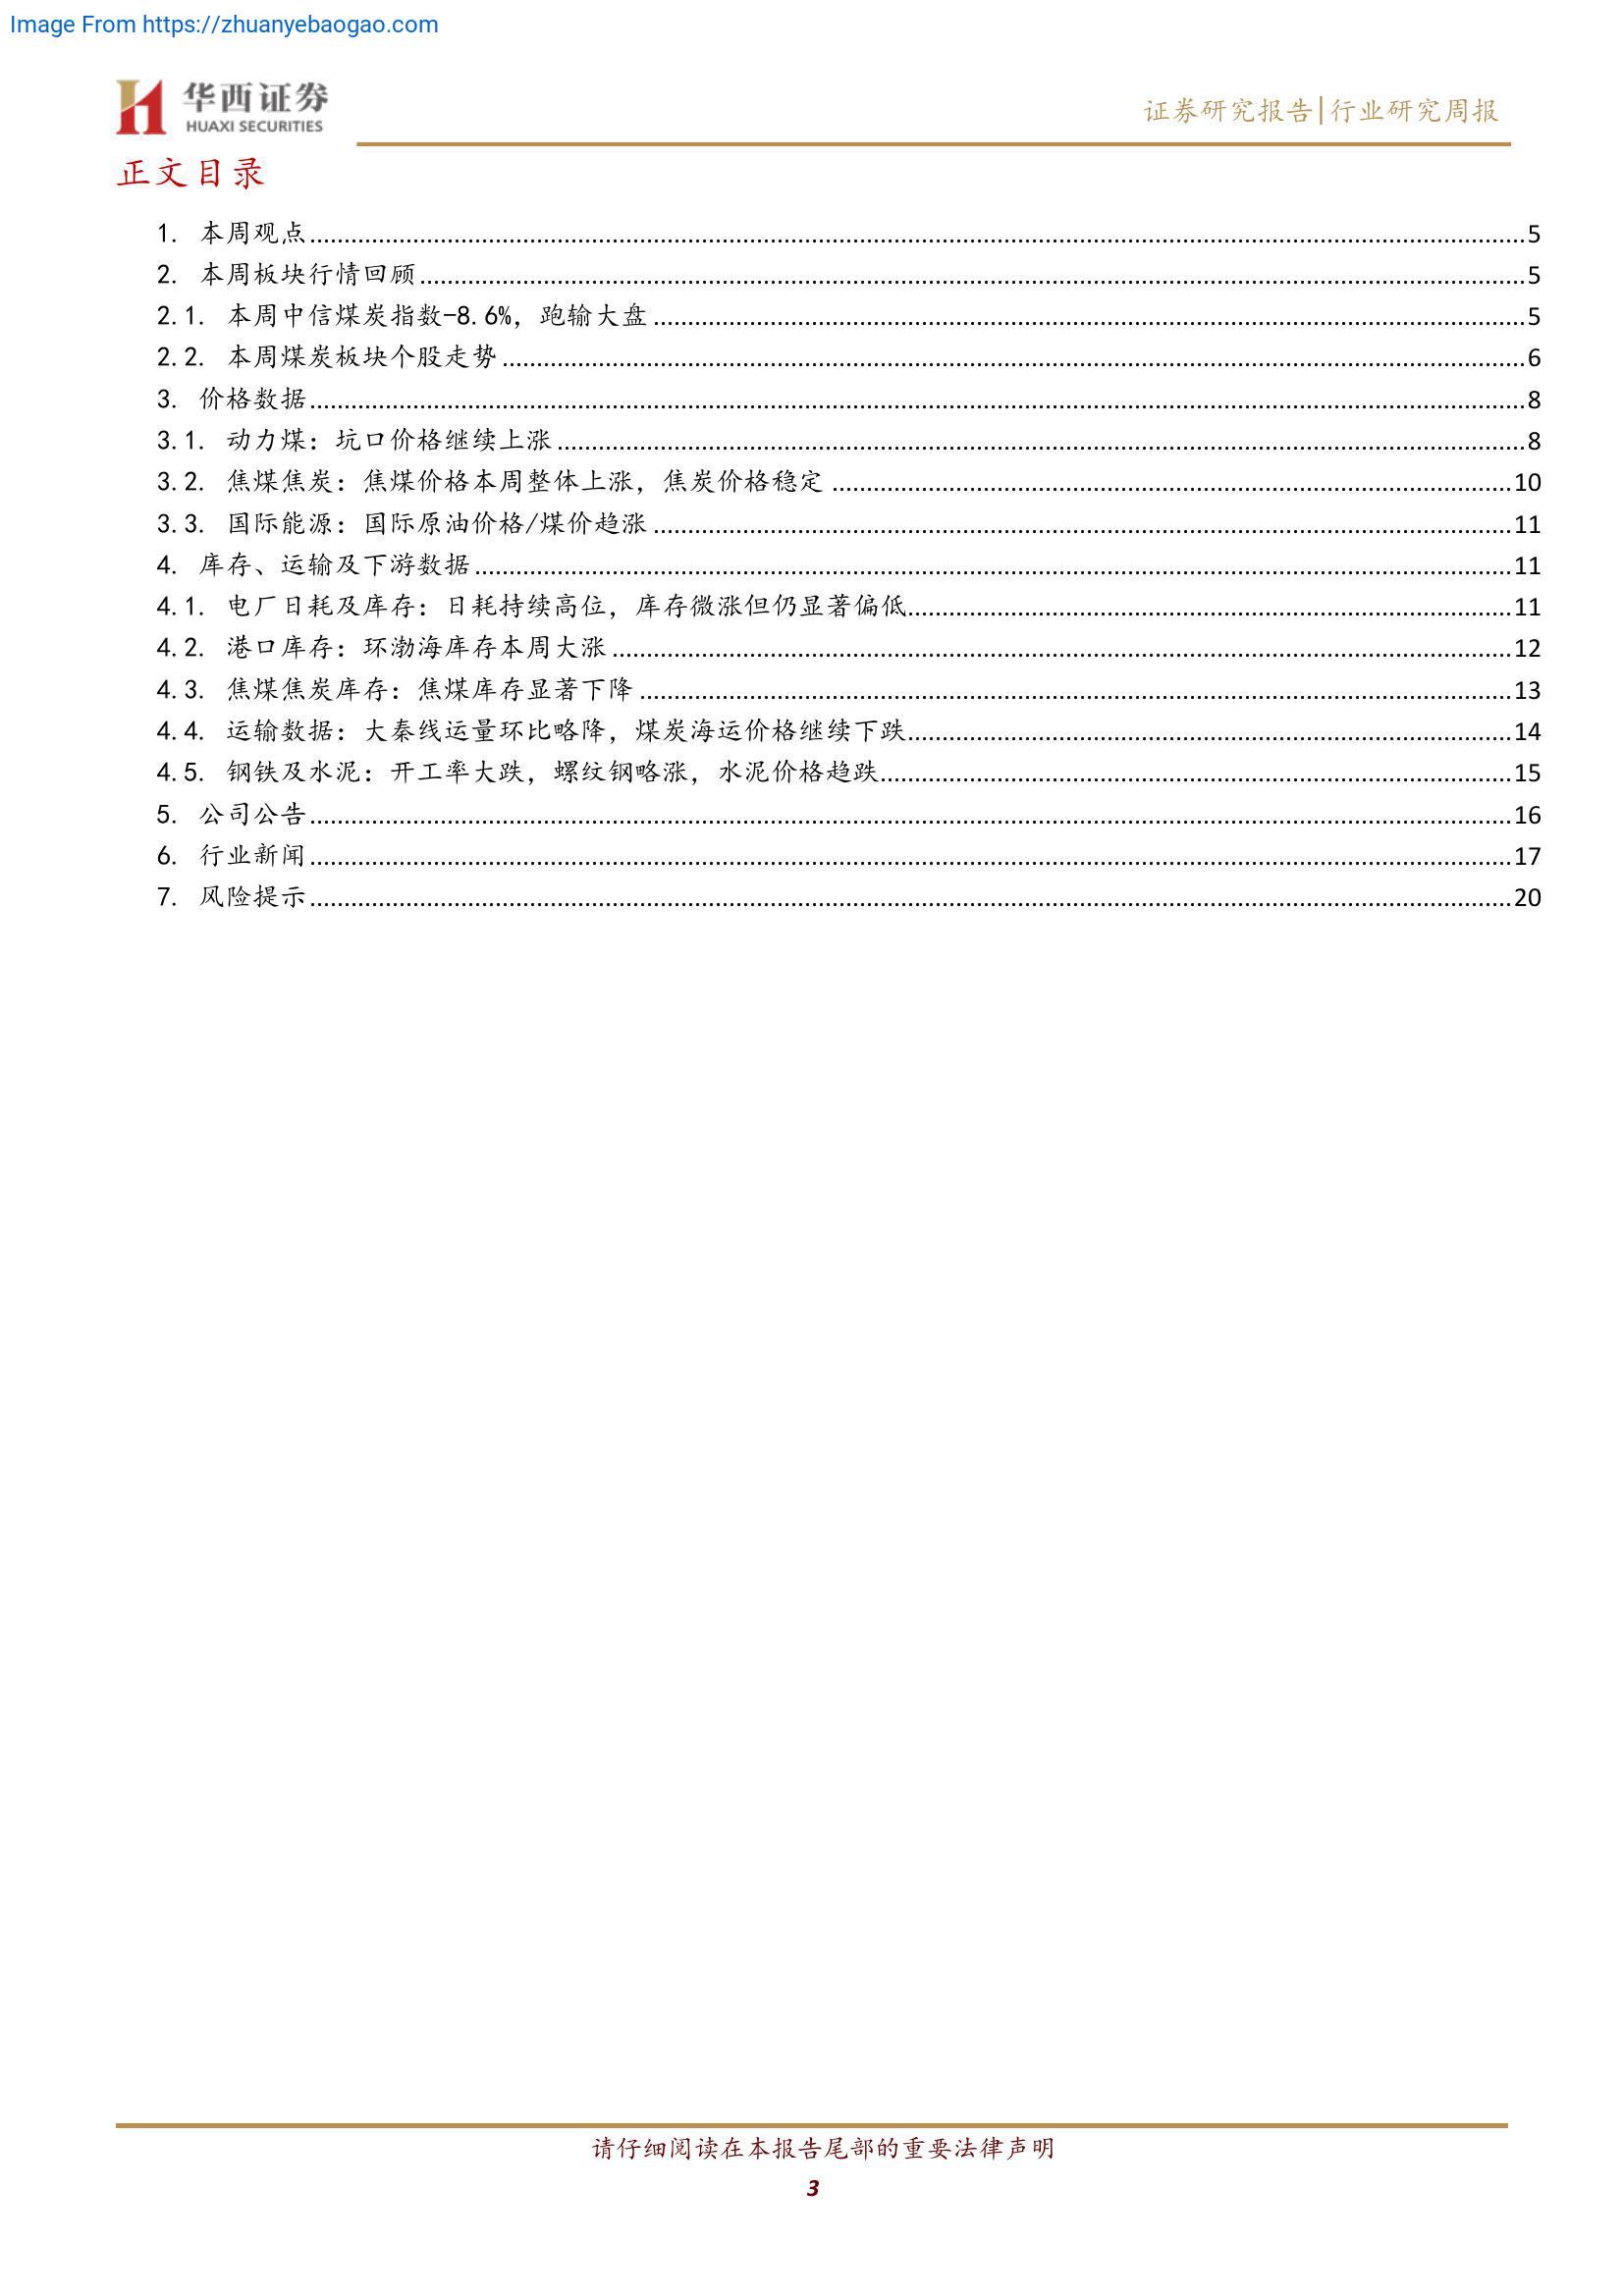 Image From https://zhuanyebaogao.com
华西证券
HUAXI SECURITIES
证券研究报告|行业研究周报
正文目录
1. 本周观点 5
2. 本周板块行情回顾 5
2.1. 本周中信煤炭指数-8.6%，跑输大盘 5
2.2. 本周煤炭板块个股走势 6
3. 价格数据 8
3.1. 动力煤：坑口价格继续上涨 8
3.2. 焦煤焦炭：焦煤价格本周整体上涨，焦炭价格稳定 10
3.3. 国际能源：国际原油价格/煤价趋涨 11
4. 库存、运输及下游数据 11
4.1. 电厂日耗及库存：日耗持续高位，库存微涨但仍显著偏低 11
4.2. 港口库存：环渤海库存本周大涨 12
4.3. 焦煤焦炭库存：焦煤库存显著下降 13
4.4. 运输数据：大秦线运量环比略降，煤炭海运价格继续下跌 14
4.5. 钢铁及水泥：开工率大跌，螺纹钢略涨，水泥价格趋跌 15
5. 公司公告 16
6. 行业新闻 17
7. 风险提示 20
请仔细阅读在本报告尾部的重要法律声明
3